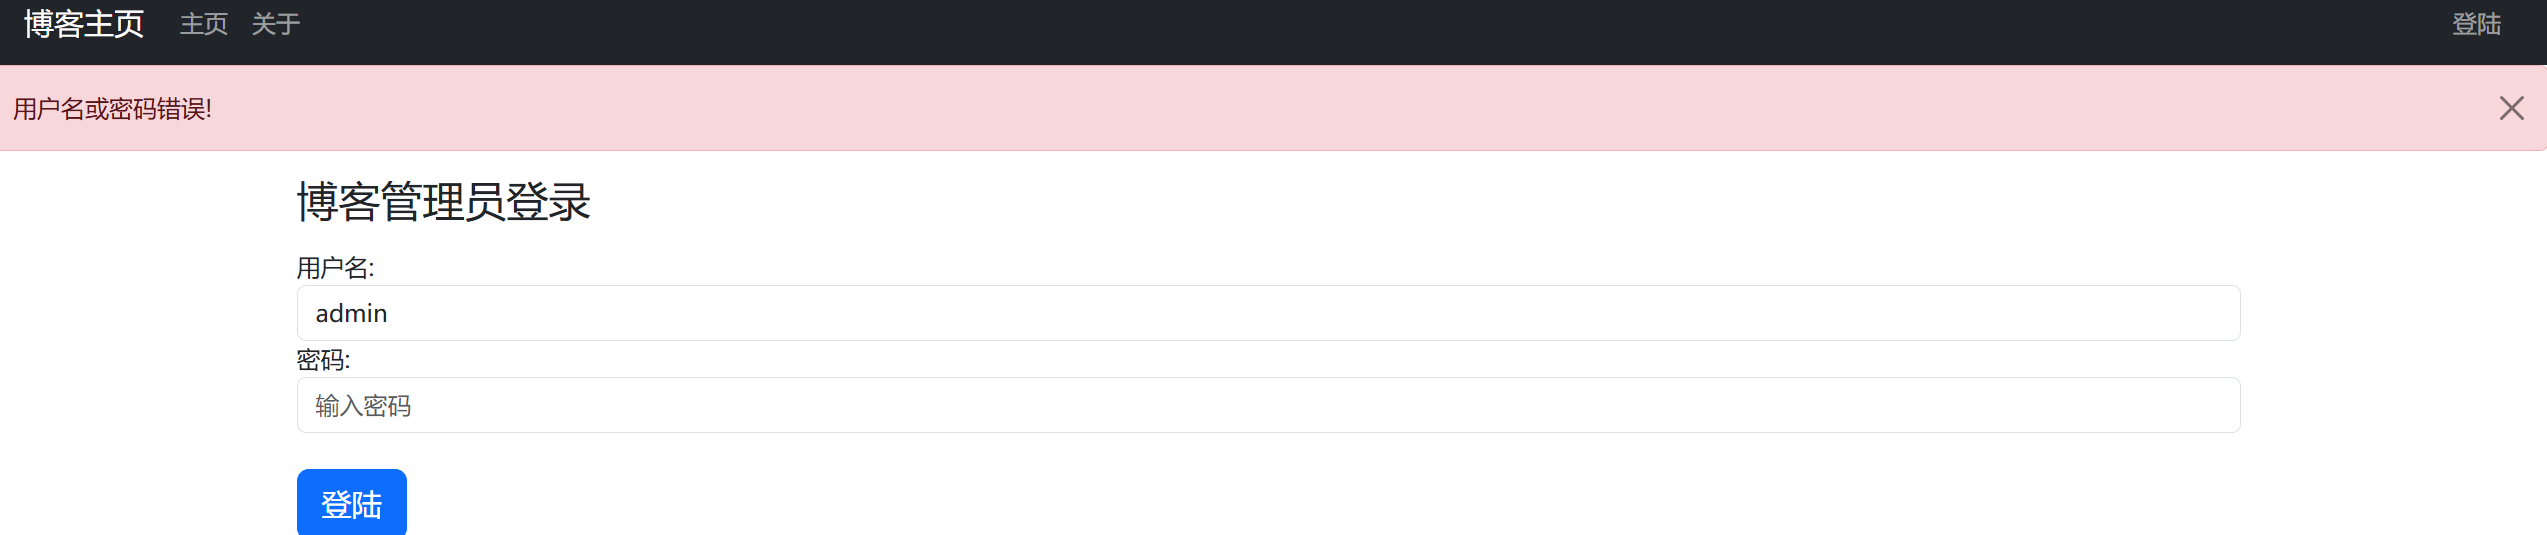 博客主页 主页 关于 登陆
用户名或密码错误!
博客管理员登录
用户名:
admin
密码:
输入密码
登陆